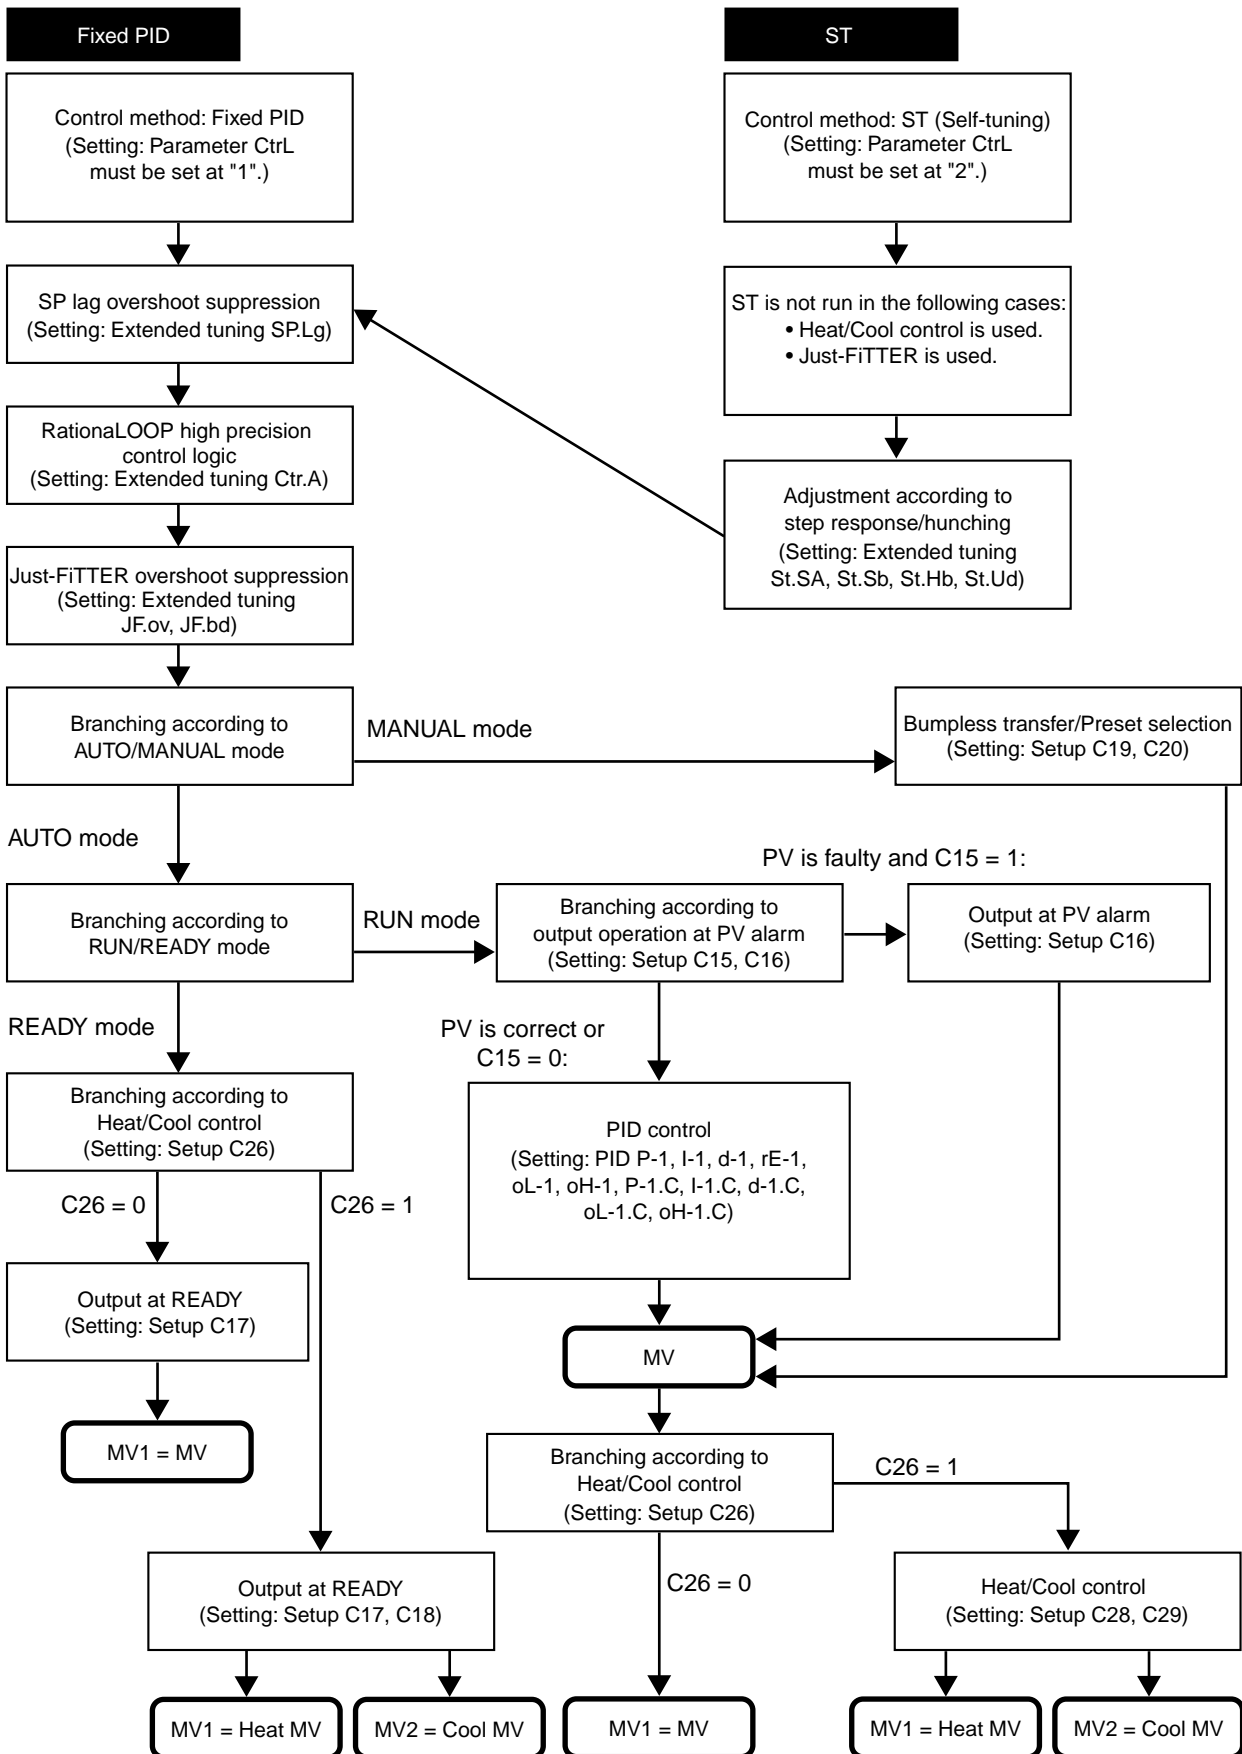 Fixed PID
ST
Control method: Fixed PID
(Setting: Parameter CtrL
must be set at "1".)
Control method: ST (Self-tuning)
(Setting: Parameter CtrL
must be set at "2".)
SP lag overshoot suppression
(Setting: Extended tuning SP.Lg)
ST is not run in the following cases:
• Heat/Cool control is used.
• Just-FiTTER is used.
RationaLOOP high precision
control logic
(Setting: Extended tuning Ctr.A)
Adjustment according to
step response/hunching
(Setting: Extended tuning
St.SA, St.Sb, St.Hb, St.Ud)
Just-FiTTER overshoot suppression
(Setting: Extended tuning
JF.ov, JF.bd)
Branching according to
AUTO/MANUAL mode
MANUAL mode
Bumpless transfer/Preset selection
(Setting: Setup C19, C20)
AUTO mode
PV is faulty and C15 = 1:
Branching according to
RUN/READY mode
RUN mode
Branching according to
output operation at PV alarm
(Setting: Setup C15, C16)
Output at PV alarm
(Setting: Setup C16)
READY mode
PV is correct or
C15 = 0:
Branching according to
Heat/Cool control
(Setting: Setup C26)
PID control
(Setting: PID P-1, I-1, d-1, rE-1,
oL-1, oH-1, P-1.C, I-1.C, d-1.C,
oL-1.C, oH-1.C)
C26 = 0
C26 = 1
Output at READY
(Setting: Setup C17)
MV
MV1 = MV
Branching according to
Heat/Cool control
(Setting: Setup C26)
C26 = 1
C26 = 0
Output at READY
(Setting: Setup C17, C18)
Heat/Cool control
(Setting: Setup C28, C29)
MV1 = Heat MV
MV2 = Cool MV
MV1 = MV
MV1 = Heat MV
MV2 = Cool MV